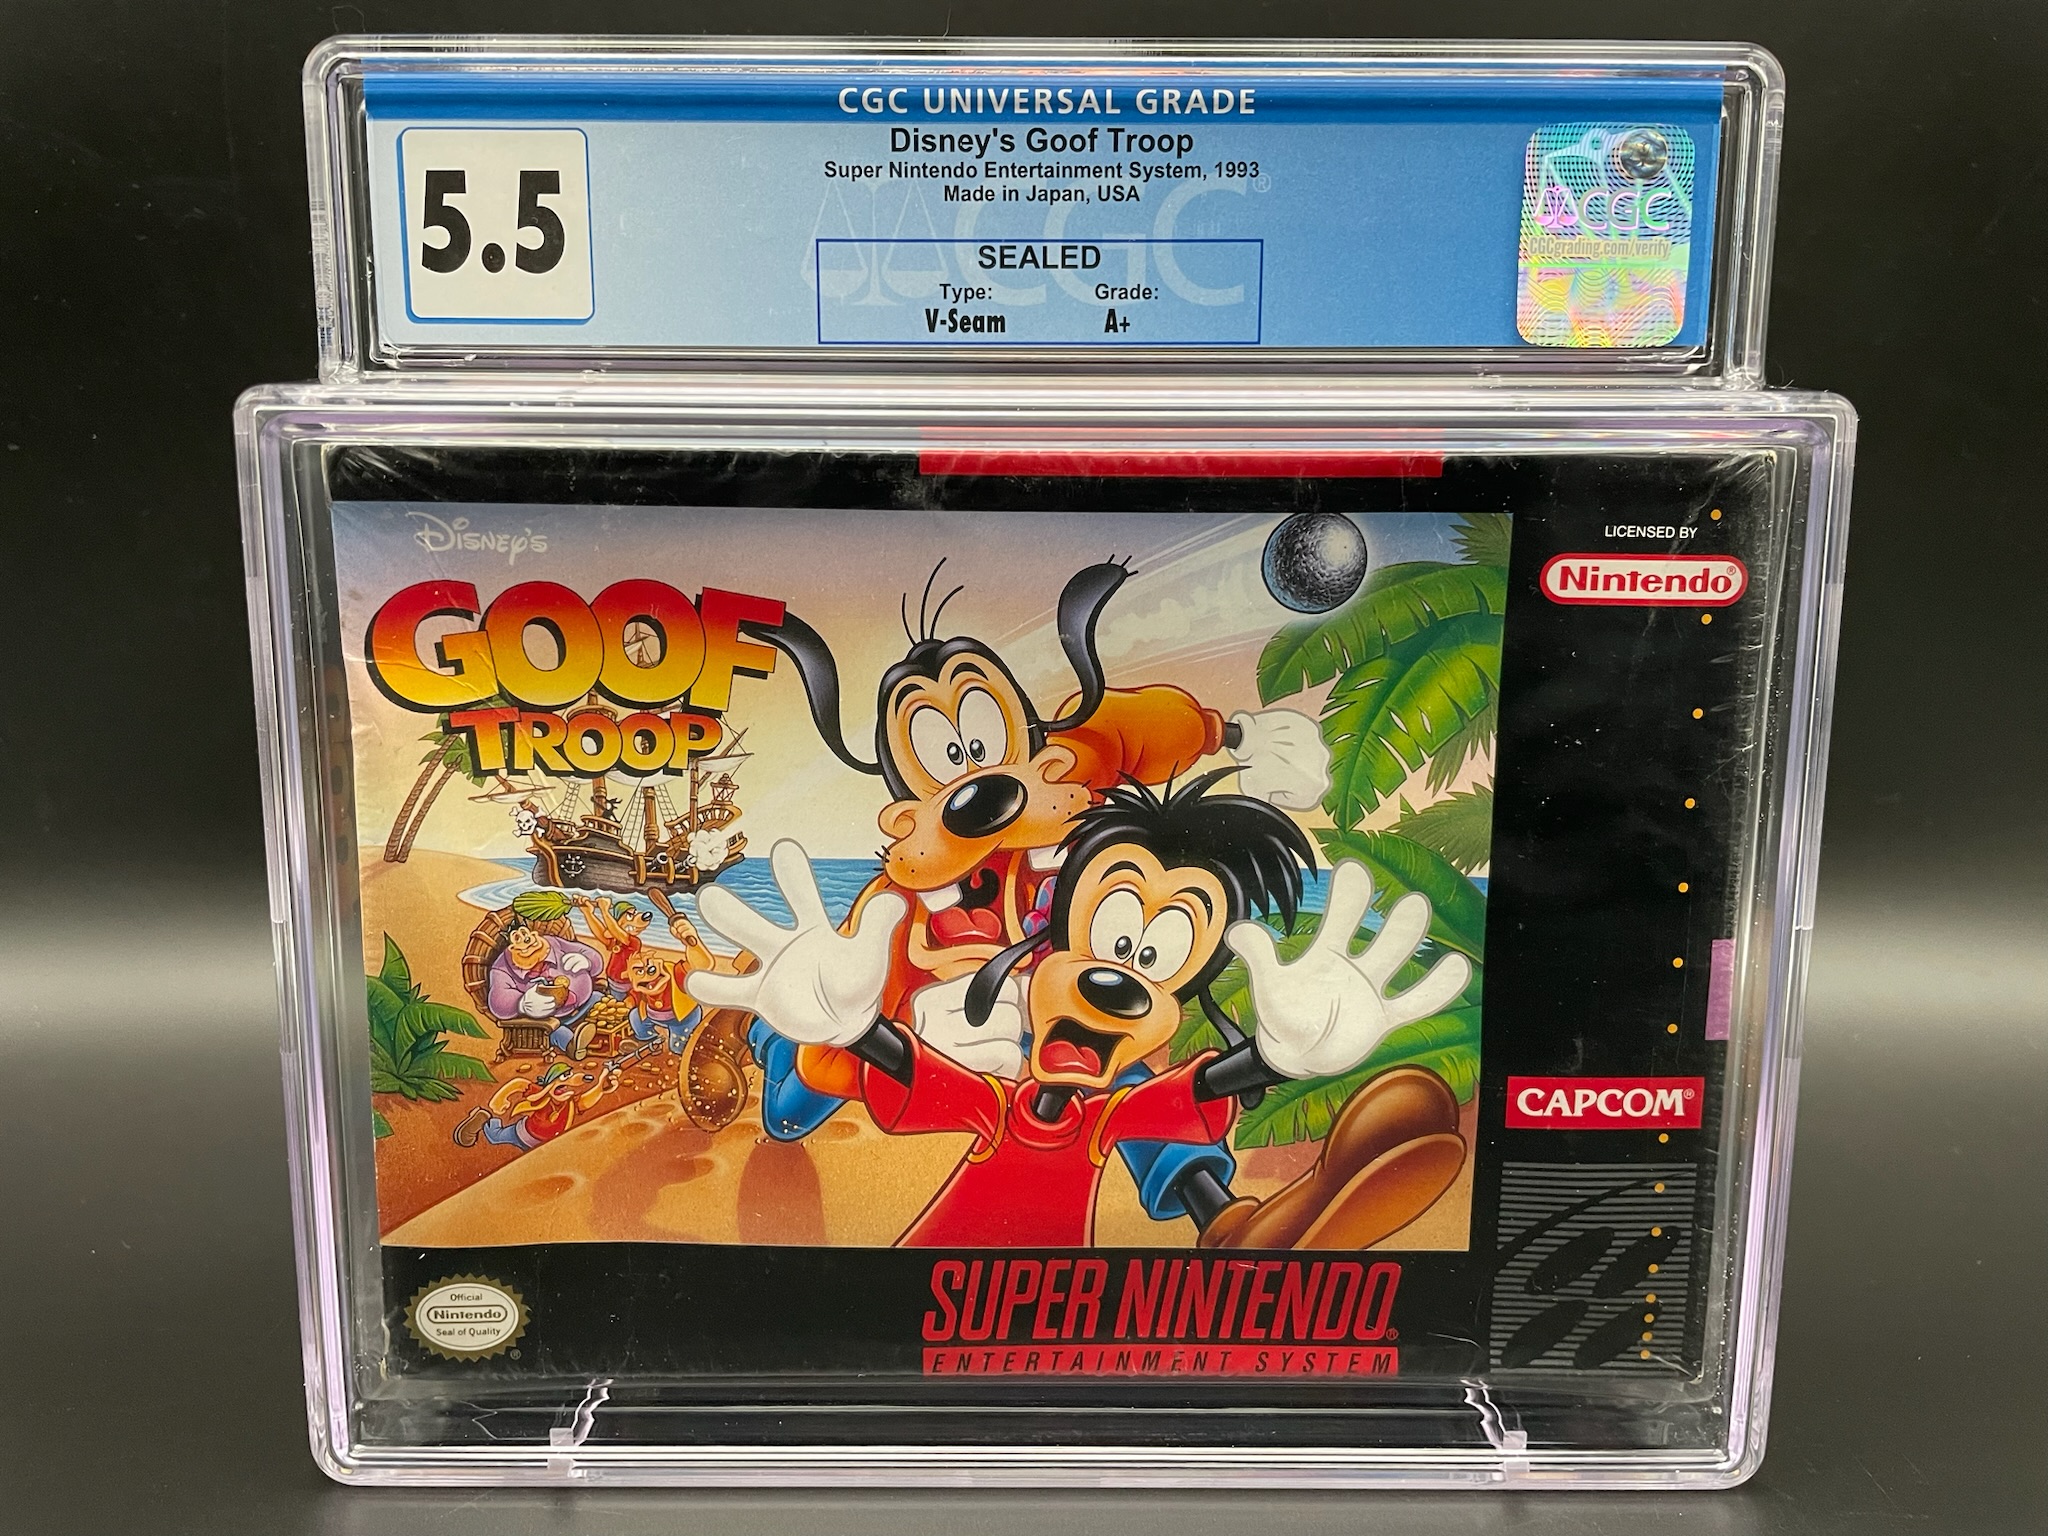 CGC UNIVERSAL GRADE
5.5
Disney's Goof Troop
Super Nintendo Entertainment System, 1993
Made in Japan, USA
CGC®
SEALED
Type: Grade:
V-Seam A+
CGC
CGCgrading.com/verify
Disney's
GOOF
TROOP
LICENSED BY
Nintendo®
CAPCOM®
Official
Nintendo
Seal of Quality
®
SUPER NINTENDO®
ENTERTAINMENT SYSTEM